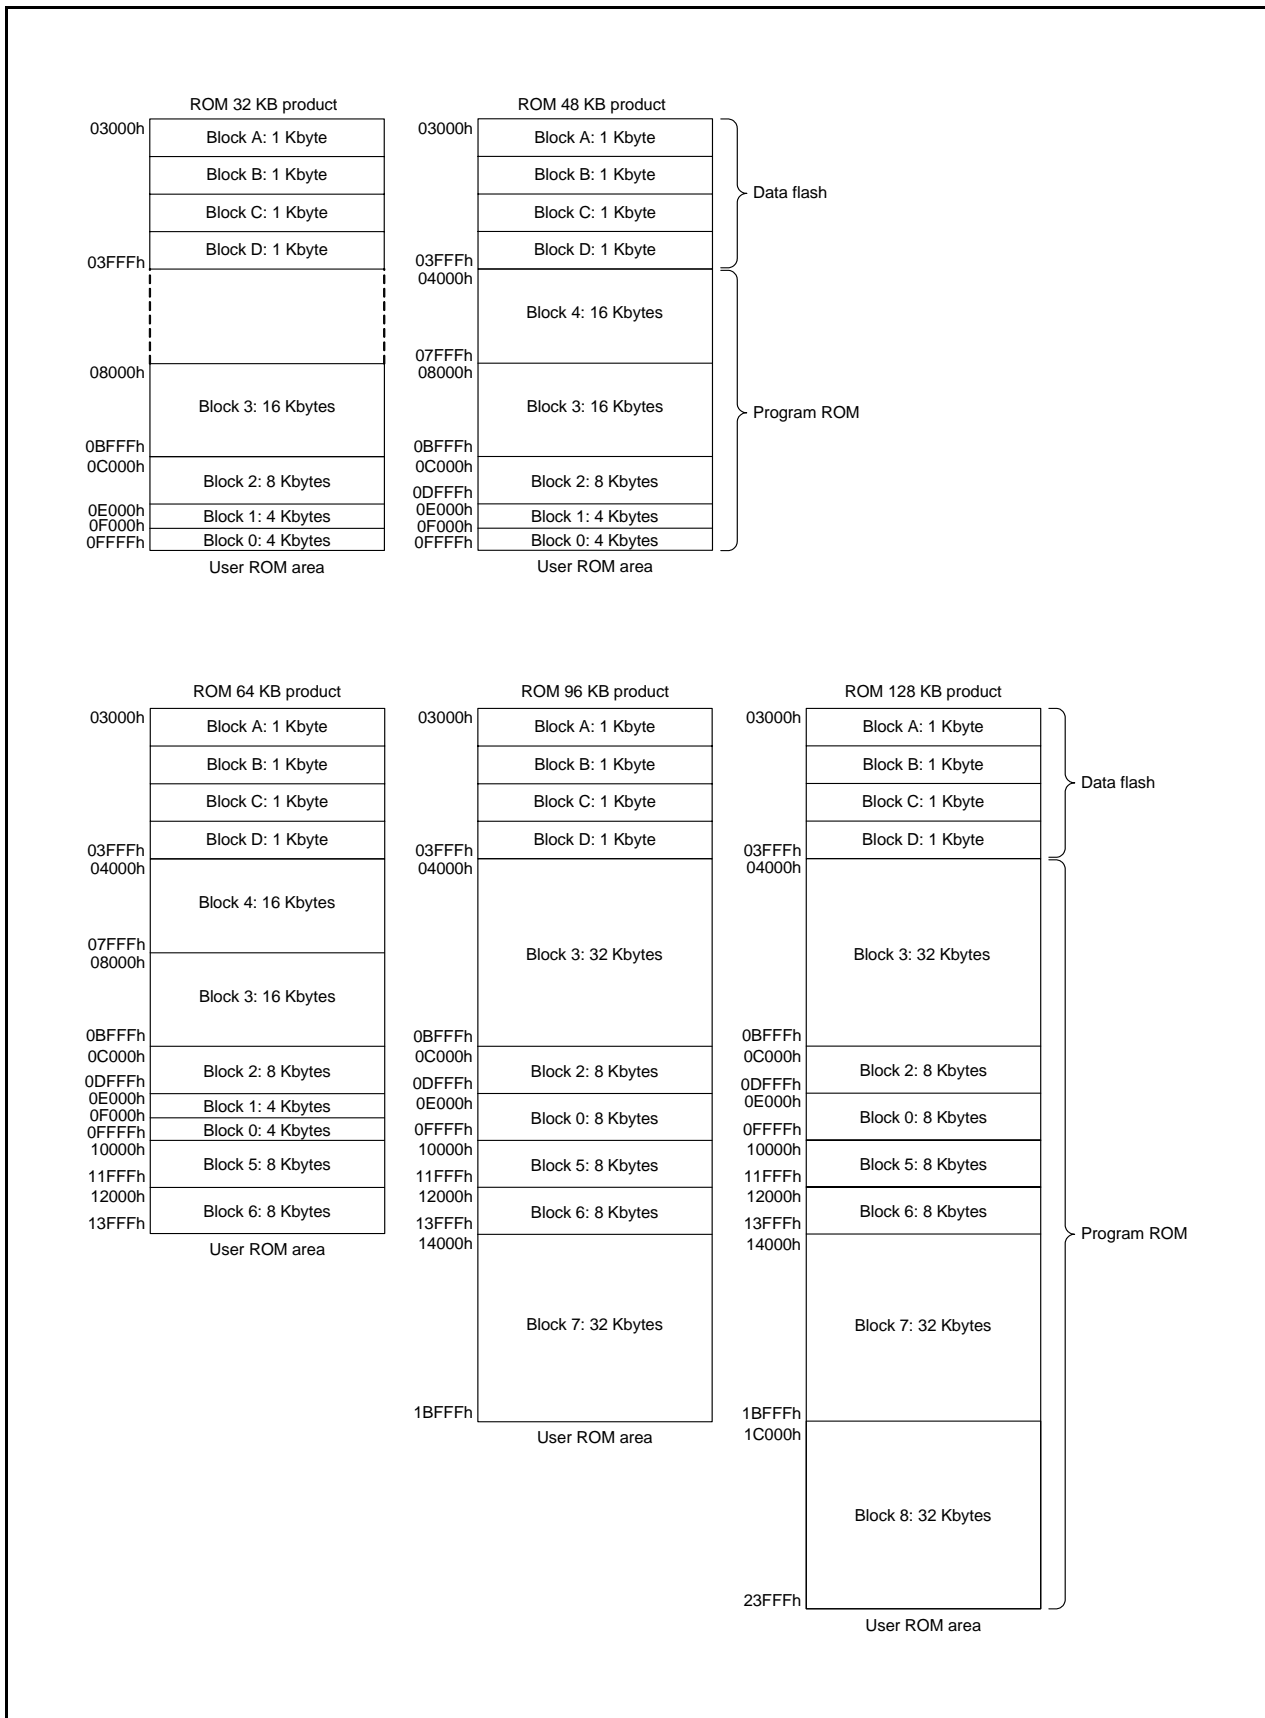 ROM 32 KB product
03000h
Block A: 1 Kbyte
Block B: 1 Kbyte
Block C: 1 Kbyte
Block D: 1 Kbyte
03FFFh
08000h
Block 3: 16 Kbytes
0BFFFh
0C000h
Block 2: 8 Kbytes
0E000h
Block 1: 4 Kbytes
0F000h
Block 0: 4 Kbytes
0FFFFh
User ROM area
ROM 48 KB product
03000h
Block A: 1 Kbyte
Block B: 1 Kbyte
Block C: 1 Kbyte
Block D: 1 Kbyte
03FFFh
04000h
Block 4: 16 Kbytes
07FFFh
08000h
Block 3: 16 Kbytes
0BFFFh
0C000h
Block 2: 8 Kbytes
0DFFFh
0E000h
Block 1: 4 Kbytes
0F000h
Block 0: 4 Kbytes
0FFFFh
User ROM area
Data flash
Program ROM
ROM 64 KB product
03000h
Block A: 1 Kbyte
Block B: 1 Kbyte
Block C: 1 Kbyte
Block D: 1 Kbyte
03FFFh
04000h
Block 4: 16 Kbytes
07FFFh
08000h
Block 3: 16 Kbytes
0BFFFh
0C000h
Block 2: 8 Kbytes
0DFFFh
0E000h
Block 1: 4 Kbytes
0F000h
Block 0: 4 Kbytes
0FFFFh
10000h
Block 5: 8 Kbytes
11FFFh
12000h
Block 6: 8 Kbytes
13FFFh
User ROM area
ROM 96 KB product
03000h
Block A: 1 Kbyte
Block B: 1 Kbyte
Block C: 1 Kbyte
Block D: 1 Kbyte
03FFFh
04000h
Block 3: 32 Kbytes
0BFFFh
0C000h
Block 2: 8 Kbytes
0DFFFh
0E000h
Block 0: 8 Kbytes
0FFFFh
10000h
Block 5: 8 Kbytes
11FFFh
12000h
Block 6: 8 Kbytes
13FFFh
14000h
Block 7: 32 Kbytes
1BFFFh
User ROM area
ROM 128 KB product
03000h
Block A: 1 Kbyte
Block B: 1 Kbyte
Block C: 1 Kbyte
Block D: 1 Kbyte
03FFFh
04000h
Block 3: 32 Kbytes
0BFFFh
0C000h
Block 2: 8 Kbytes
0DFFFh
0E000h
Block 0: 8 Kbytes
0FFFFh
10000h
Block 5: 8 Kbytes
11FFFh
12000h
Block 6: 8 Kbytes
13FFFh
14000h
Block 7: 32 Kbytes
1BFFFh
1C000h
Block 8: 32 Kbytes
23FFFh
User ROM area
Data flash
Program ROM